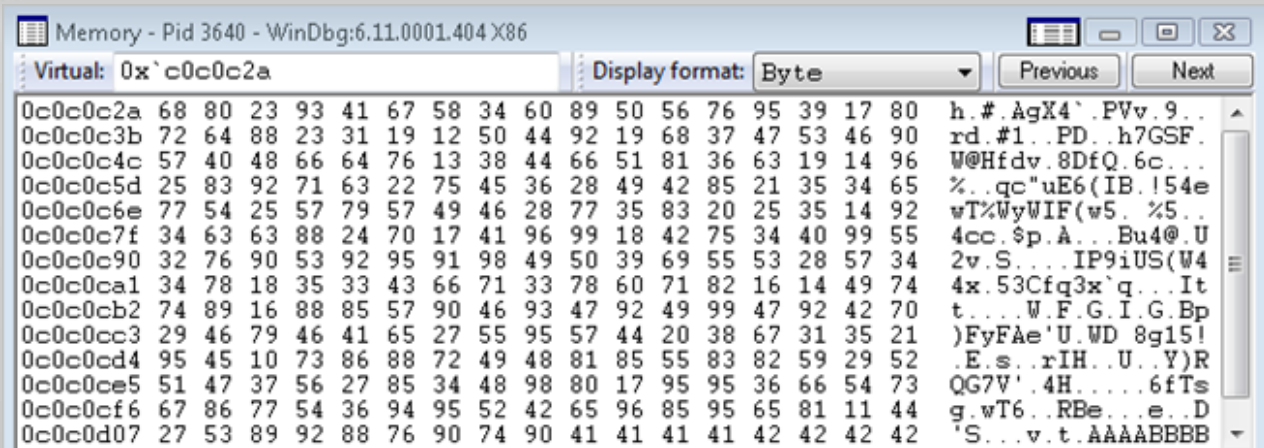 Memory - Pid 3640 - WinDbg:6.11.0001.404 X86
Virtual: 0x`c0c0c2a Display format: Byte Previous Next
0c0c0c2a 68 80 23 93 41 67 58 34 60 89 50 56 76 95 39 17 80 h.#.AgX4`.PVv.9..
0c0c0c3b 72 64 88 23 31 19 12 50 44 92 19 68 37 47 53 46 90 rd.#1..PD..h7GSF.
0c0c0c4c 57 40 48 66 64 76 13 38 44 66 51 81 36 63 19 14 96 W@Hfdv.8DfQ.6c...
0c0c0c5d 25 83 92 71 63 22 75 45 36 28 49 42 85 21 35 34 65 %..qc"uE6(IB.!54e
0c0c0c6e 77 54 25 57 79 57 49 46 28 77 35 83 20 25 35 14 92 wT%WyWIF(w5. %5..
0c0c0c7f 34 63 63 88 24 70 17 41 96 99 18 42 75 34 40 99 55 4cc.$p.A...Bu4@.U
0c0c0c90 32 76 90 53 92 95 91 98 49 50 39 69 55 53 28 57 34 2v.S....IP9iUS(W4
0c0c0ca1 34 78 18 35 33 43 66 71 33 78 60 71 82 16 14 49 74 4x.53Cfq3x`q...It
0c0c0cb2 74 89 16 88 85 57 90 46 93 47 92 49 99 47 92 42 70 t....W.F.G.I.G.Bp
0c0c0cc3 29 46 79 46 41 65 27 55 95 57 44 20 38 67 31 35 21 )FyFAe'U.WD 8g15!
0c0c0cd4 95 45 10 73 86 88 72 49 48 81 85 55 83 82 59 29 52 .E.s..rIH..U..Y)R
0c0c0ce5 51 47 37 56 27 85 34 48 98 80 17 95 95 36 66 54 73 QG7V'.4H.....6fTs
0c0c0cf6 67 86 77 54 36 94 95 52 42 65 96 85 95 65 81 11 44 g.wT6..RBe...e..D
0c0c0d07 27 53 89 92 88 76 90 74 90 41 41 41 41 42 42 42 42 'S...v.t.AAAABBBB